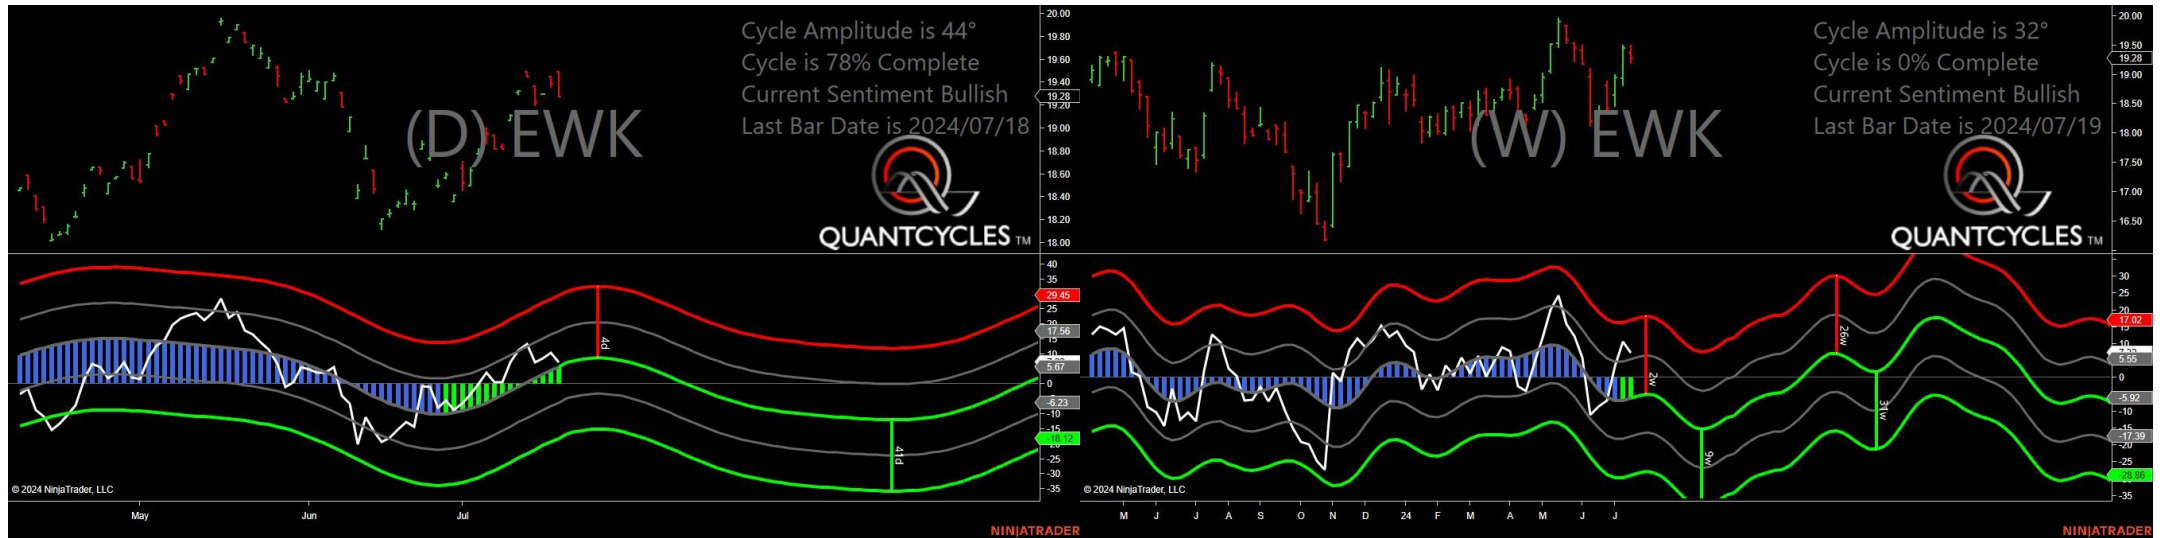 Cycle Amplitude is 44°
Cycle is 78% Complete
Current Sentiment Bullish
Last Bar Date is 2024/07/18
(D) EWK
QUANTCYCLES TM
20.00
19.80
19.60
19.40
19.28
19.20
19.00
18.80
18.60
18.40
18.20
18.00
40
35
29.45
25
17.56
15
10
5.67
0
-6.23
-10
-15
-18.12
-25
-30
-35
4d
41d
© 2024 NinjaTrader, LLC
May
Jun
Jul
NINJATRADER
Cycle Amplitude is 32°
Cycle is 0% Complete
Current Sentiment Bullish
Last Bar Date is 2024/07/19
(W) EWK
QUANTCYCLES TM
20.00
19.50
19.28
19.00
18.50
18.00
17.50
17.00
16.50
30
25
20
17.02
10
5.55
0
-5.92
-10
-15
-17.39
-20
-25
-28.86
-35
2w
9w
26w
31w
© 2024 NinjaTrader, LLC
M
J
J
A
S
O
N
D
24
F
M
A
M
J
J
NINJATRADER